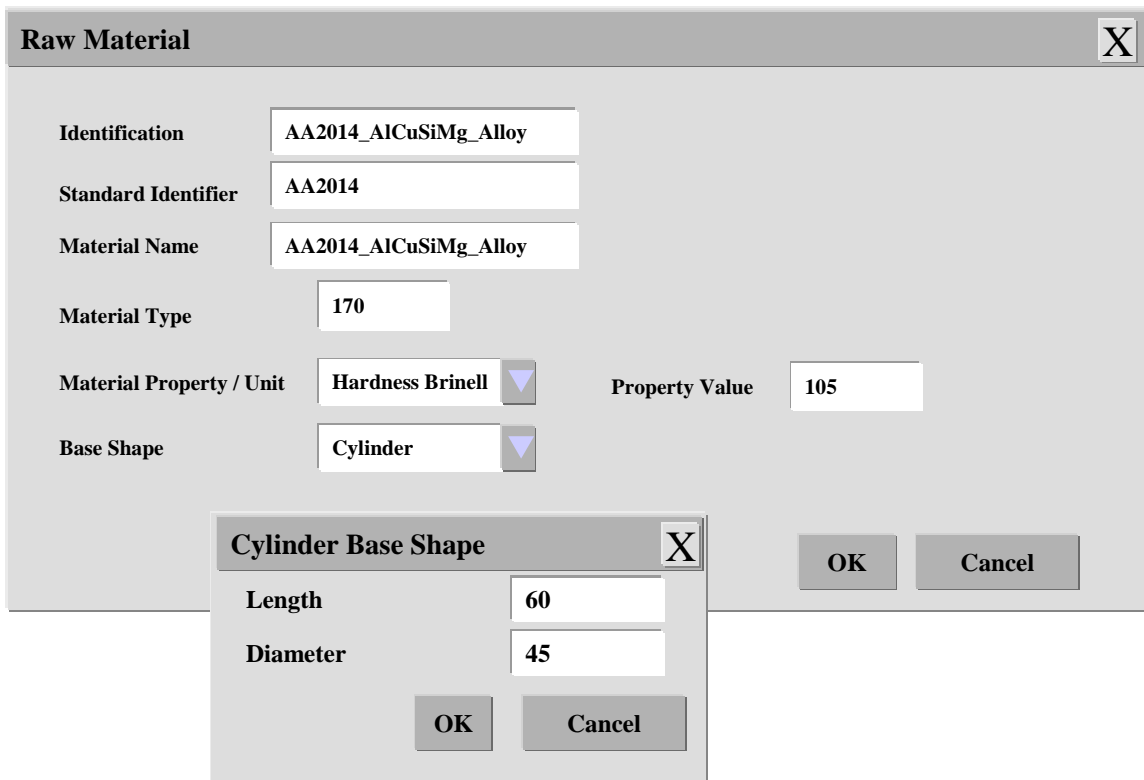 Raw Material X
Identification AA2014_AlCuSiMg_Alloy
Standard Identifier AA2014
Material Name AA2014_AlCuSiMg_Alloy
Material Type 170
Material Property / Unit Hardness Brinell Property Value 105
Base Shape Cylinder
Cylinder Base Shape X
OK Cancel
Length 60
Diameter 45
OK Cancel